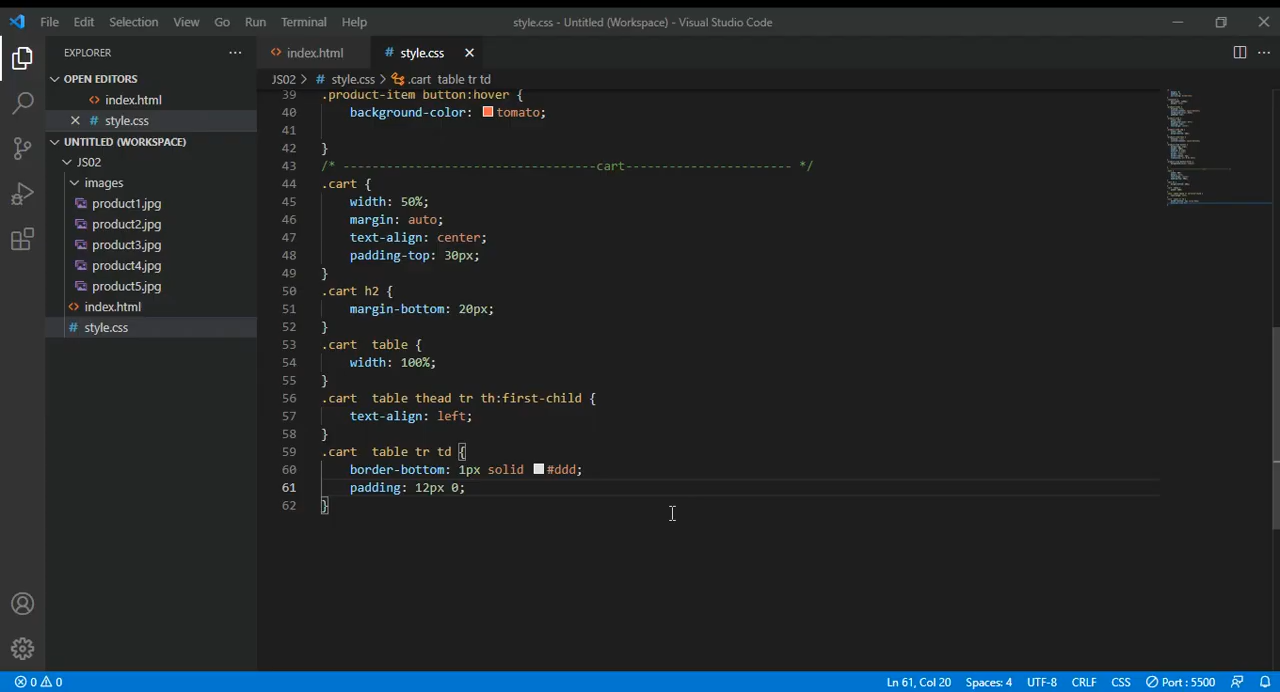 File Edit Selection View Go Run Terminal Help
style.css - Untitled (Workspace) - Visual Studio Code
EXPLORER
OPEN EDITORS
index.html
style.css
UNTITLED (WORKSPACE)
JS02
images
product1.jpg
product2.jpg
product3.jpg
product4.jpg
product5.jpg
index.html
style.css
index.html
style.css
JS02 > # style.css > .cart table tr td
39 .product-item button:hover {
40 background-color: tomato;
41
42 }
43 /* -----------------------------------cart----------------------- */
44 .cart {
45 width: 50%;
46 margin: auto;
47 text-align: center;
48 padding-top: 30px;
49 }
50 .cart h2 {
51 margin-bottom: 20px;
52 }
53 .cart  table {
54 width: 100%;
55 }
56 .cart  table thead tr th:first-child {
57 text-align: left;
58 }
59 .cart  table tr td {
60 border-bottom: 1px solid #ddd;
61 padding: 12px 0;
62 }
0 0
Ln 61, Col 20 Spaces: 4 UTF-8 CRLF CSS Port : 5500